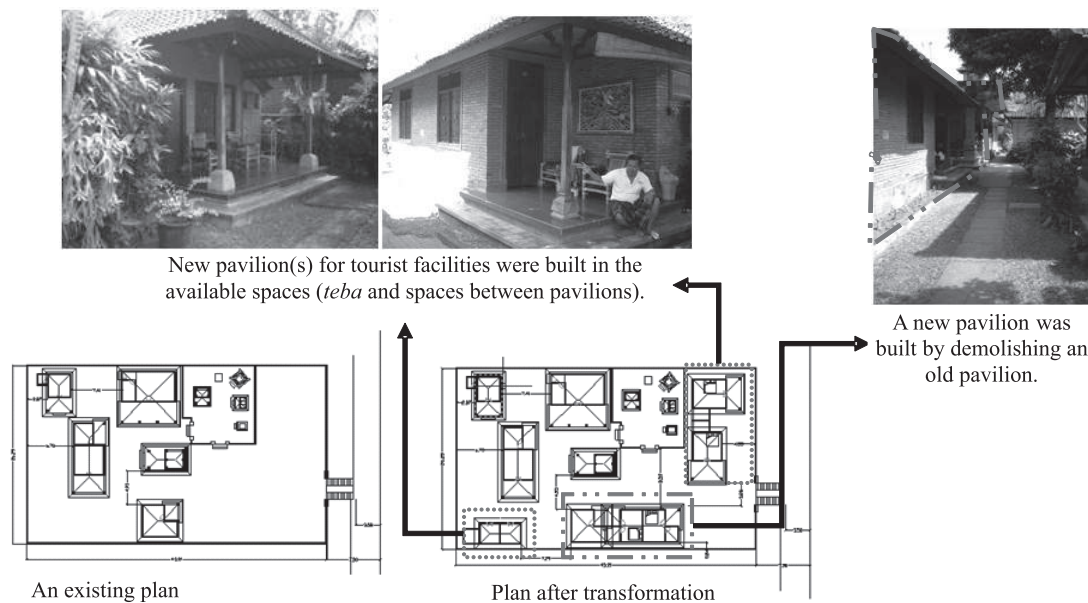 New pavilion(s) for tourist facilities were built in the
available spaces (teba and spaces between pavilions).
A new pavilion was
built by demolishing an
old pavilion.
An existing plan
Plan after transformation